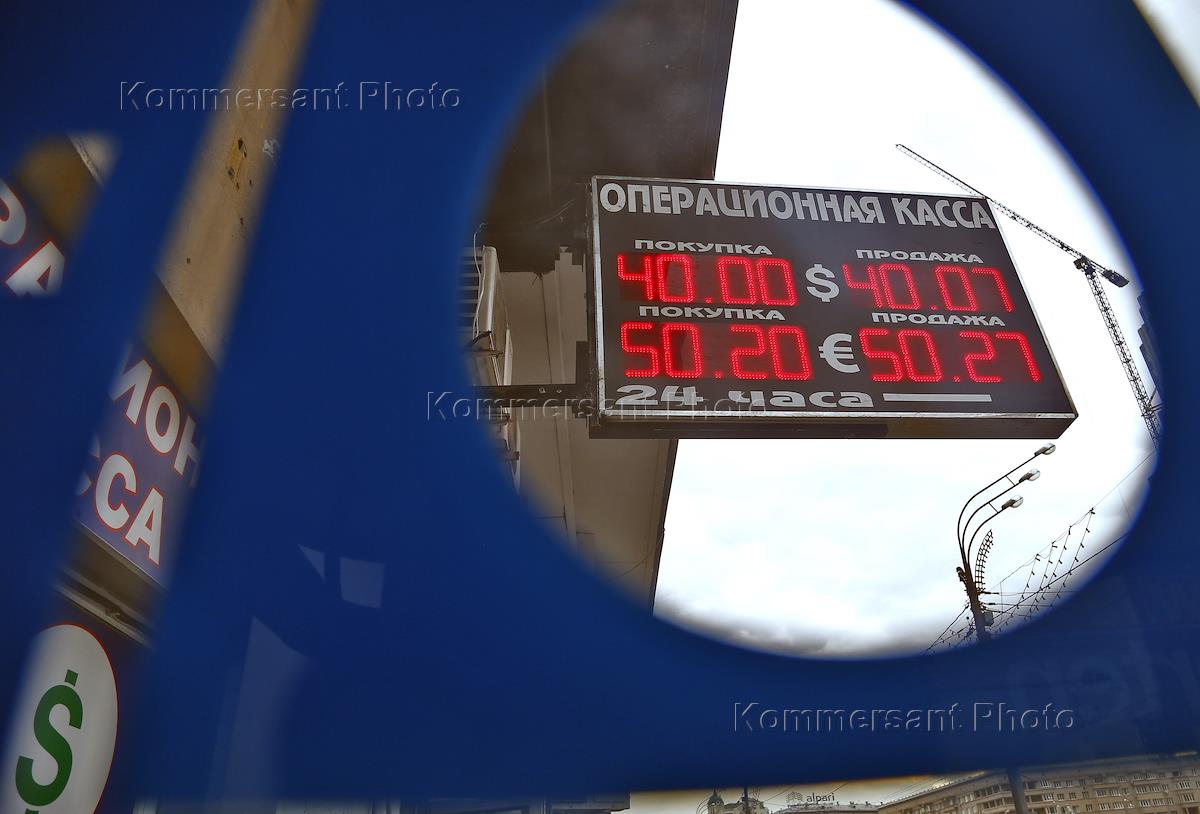 Kommersant Photo
ОПЕРАЦИОННАЯ КАССА
ПОКУПКА ПРОДАЖА
40.00 $ 40.07
ПОКУПКА ПРОДАЖА
50.20 € 50.27
24 часа
Kommersant Photo
ССА
$
Kommersant Photo
alpari